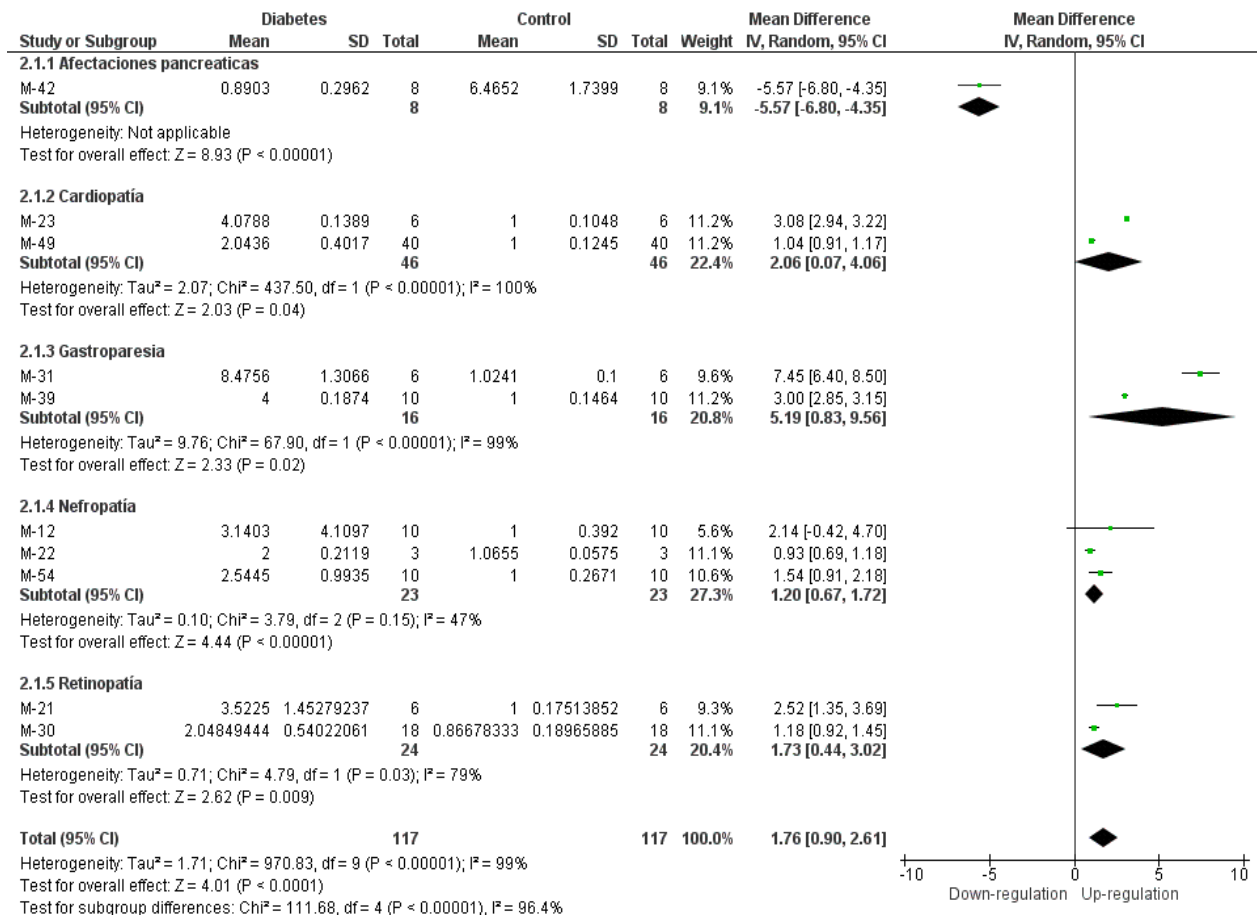 Diabetes Control Mean Difference Mean Difference
Study or Subgroup Mean SD Total Mean SD Total Weight IV, Random, 95% CI IV, Random, 95% CI
2.1.1 Afectaciones pancreaticas
M-42 0.8903 0.2962 8 6.4652 1.7399 8 9.1% -5.57 [-6.80, -4.35]
Subtotal (95% CI) 8 8 9.1% -5.57 [-6.80, -4.35]
Heterogeneity: Not applicable
Test for overall effect: Z = 8.93 (P < 0.00001)
2.1.2 Cardiopatía
M-23 4.0788 0.1389 6 1 0.1048 6 11.2% 3.08 [2.94, 3.22]
M-49 2.0436 0.4017 40 1 0.1245 40 11.2% 1.04 [0.91, 1.17]
Subtotal (95% CI) 46 46 22.4% 2.06 [0.07, 4.06]
Heterogeneity: Tau² = 2.07; Chi² = 437.50, df = 1 (P < 0.00001); I² = 100%
Test for overall effect: Z = 2.03 (P = 0.04)
2.1.3 Gastroparesia
M-31 8.4756 1.3066 6 1.0241 0.1 6 9.6% 7.45 [6.40, 8.50]
M-39 4 0.1874 10 1 0.1464 10 11.2% 3.00 [2.85, 3.15]
Subtotal (95% CI) 16 16 20.8% 5.19 [0.83, 9.56]
Heterogeneity: Tau² = 9.76; Chi² = 67.90, df = 1 (P < 0.00001); I² = 99%
Test for overall effect: Z = 2.33 (P = 0.02)
2.1.4 Nefropatía
M-12 3.1403 4.1097 10 1 0.392 10 5.6% 2.14 [-0.42, 4.70]
M-22 2 0.2119 3 1.0655 0.0575 3 11.1% 0.93 [0.69, 1.18]
M-54 2.5445 0.9935 10 1 0.2671 10 10.6% 1.54 [0.91, 2.18]
Subtotal (95% CI) 23 23 27.3% 1.20 [0.67, 1.72]
Heterogeneity: Tau² = 0.10; Chi² = 3.79, df = 2 (P = 0.15); I² = 47%
Test for overall effect: Z = 4.44 (P < 0.00001)
2.1.5 Retinopatía
M-21 3.5225 1.45279237 6 1 0.17513852 6 9.3% 2.52 [1.35, 3.69]
M-30 2.04849444 0.54022061 18 0.86678333 0.18965885 18 11.1% 1.18 [0.92, 1.45]
Subtotal (95% CI) 24 24 20.4% 1.73 [0.44, 3.02]
Heterogeneity: Tau² = 0.71; Chi² = 4.79, df = 1 (P = 0.03); I² = 79%
Test for overall effect: Z = 2.62 (P = 0.009)
Total (95% CI) 117 117 100.0% 1.76 [0.90, 2.61]
Heterogeneity: Tau² = 1.71; Chi² = 970.83, df = 9 (P < 0.00001); I² = 99%
Test for overall effect: Z = 4.01 (P < 0.0001)
Test for subgroup differences: Chi² = 111.68, df = 4 (P < 0.00001), I² = 96.4%
-10 -5 0 5 10
Down-regulation Up-regulation